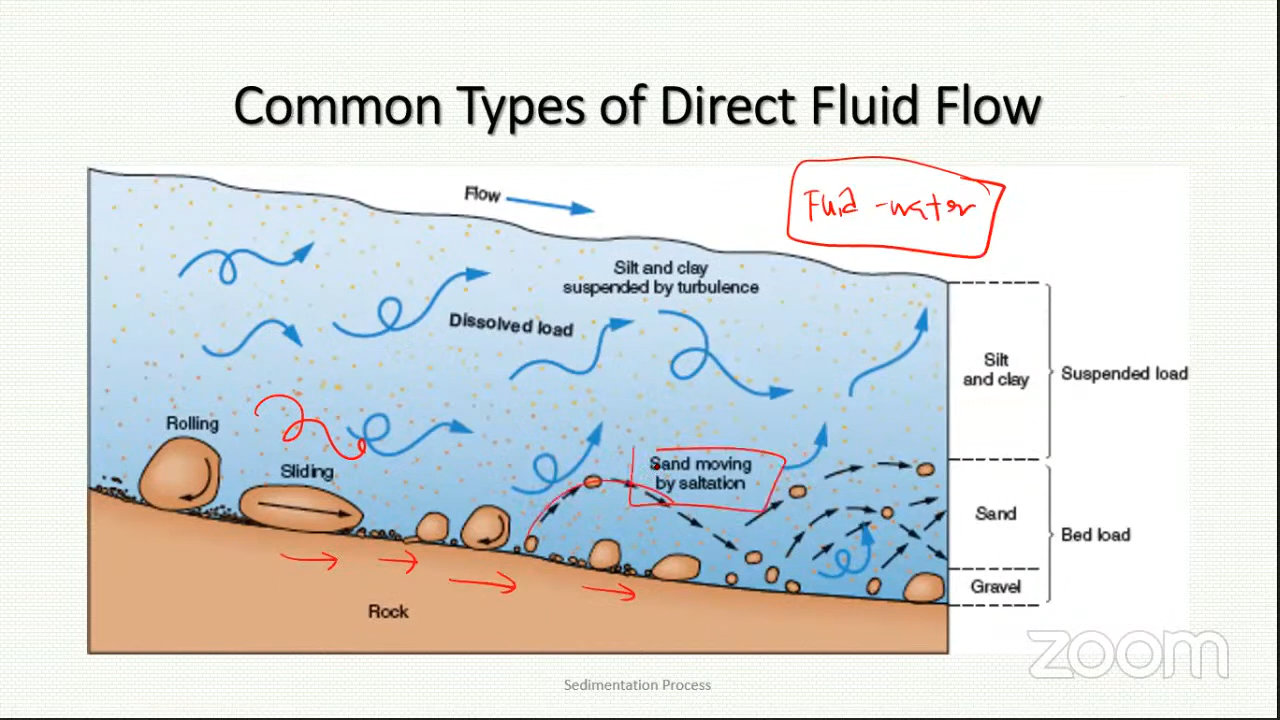 Common Types of Direct Fluid Flow
Flow
Fluid - water
Silt and clay
suspended by turbulence
Dissolved load
Silt
and clay
Suspended load
Rolling
Sliding
Sand moving
by saltation
Sand
Bed load
Gravel
Rock
zoom
Sedimentation Process